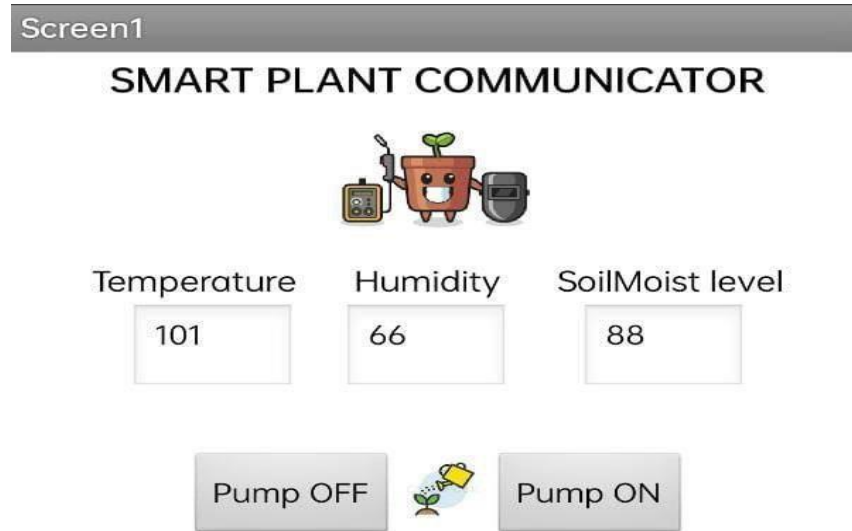 Screen1
SMART PLANT COMMUNICATOR
Temperature Humidity SoilMoist level
101 66 88
Pump OFF Pump ON